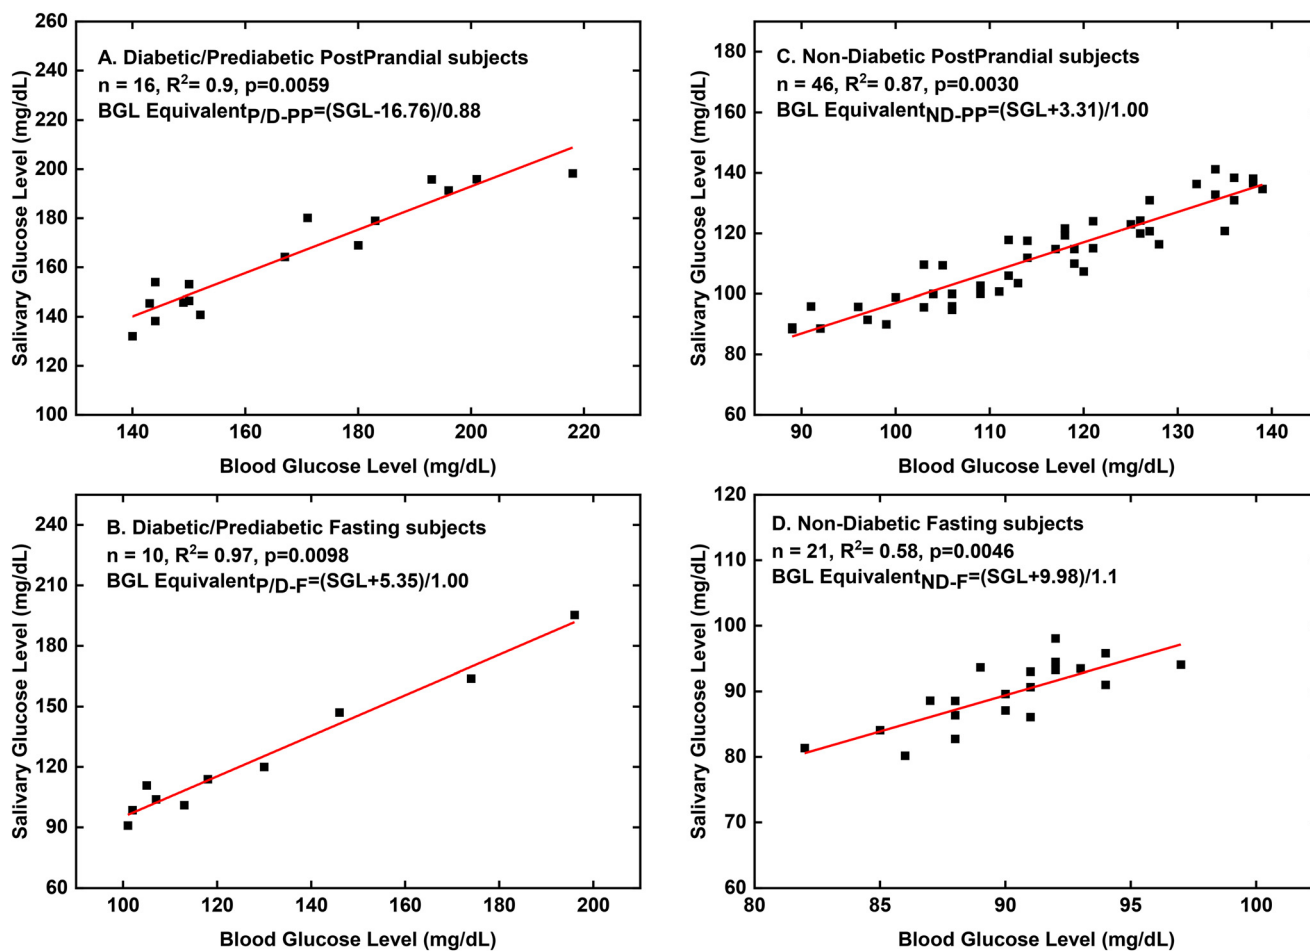 A. Diabetic/Prediabetic PostPrandial subjects
n = 16, R²= 0.9, p=0.0059
BGL Equivalent P/D-PP=(SGL-16.76)/0.88
Salivary Glucose Level (mg/dL)
260
240
220
200
180
160
140
120
100
140 160 180 200 220
Blood Glucose Level (mg/dL)
C. Non-Diabetic PostPrandial subjects
n = 46, R²= 0.87, p=0.0030
BGL Equivalent ND-PP=(SGL+3.31)/1.00
Salivary Glucose Level (mg/dL)
180
160
140
120
100
80
60
90 100 110 120 130 140
Blood Glucose Level (mg/dL)
B. Diabetic/Prediabetic Fasting subjects
n = 10, R²= 0.97, p=0.0098
BGL Equivalent P/D-F=(SGL+5.35)/1.00
Salivary Glucose Level (mg/dL)
240
210
180
150
120
90
60
100 120 140 160 180 200
Blood Glucose Level (mg/dL)
D. Non-Diabetic Fasting subjects
n = 21, R²= 0.58, p=0.0046
BGL Equivalent ND-F=(SGL+9.98)/1.1
Salivary Glucose Level (mg/dL)
120
110
100
90
80
70
60
80 85 90 95 100
Blood Glucose Level (mg/dL)